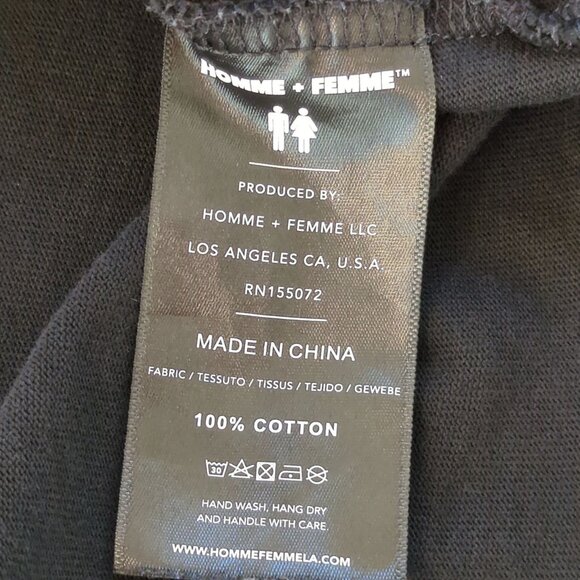 HOMME + FEMME™
PRODUCED BY:
HOMME + FEMME LLC
LOS ANGELES CA, U.S.A.
RN155072
MADE IN CHINA
FABRIC / TESSUTO / TISSUS / TEJIDO / GEWEBE
100% COTTON
30
HAND WASH, HANG DRY
AND HANDLE WITH CARE.
WWW.HOMMEFEMMELA.COM